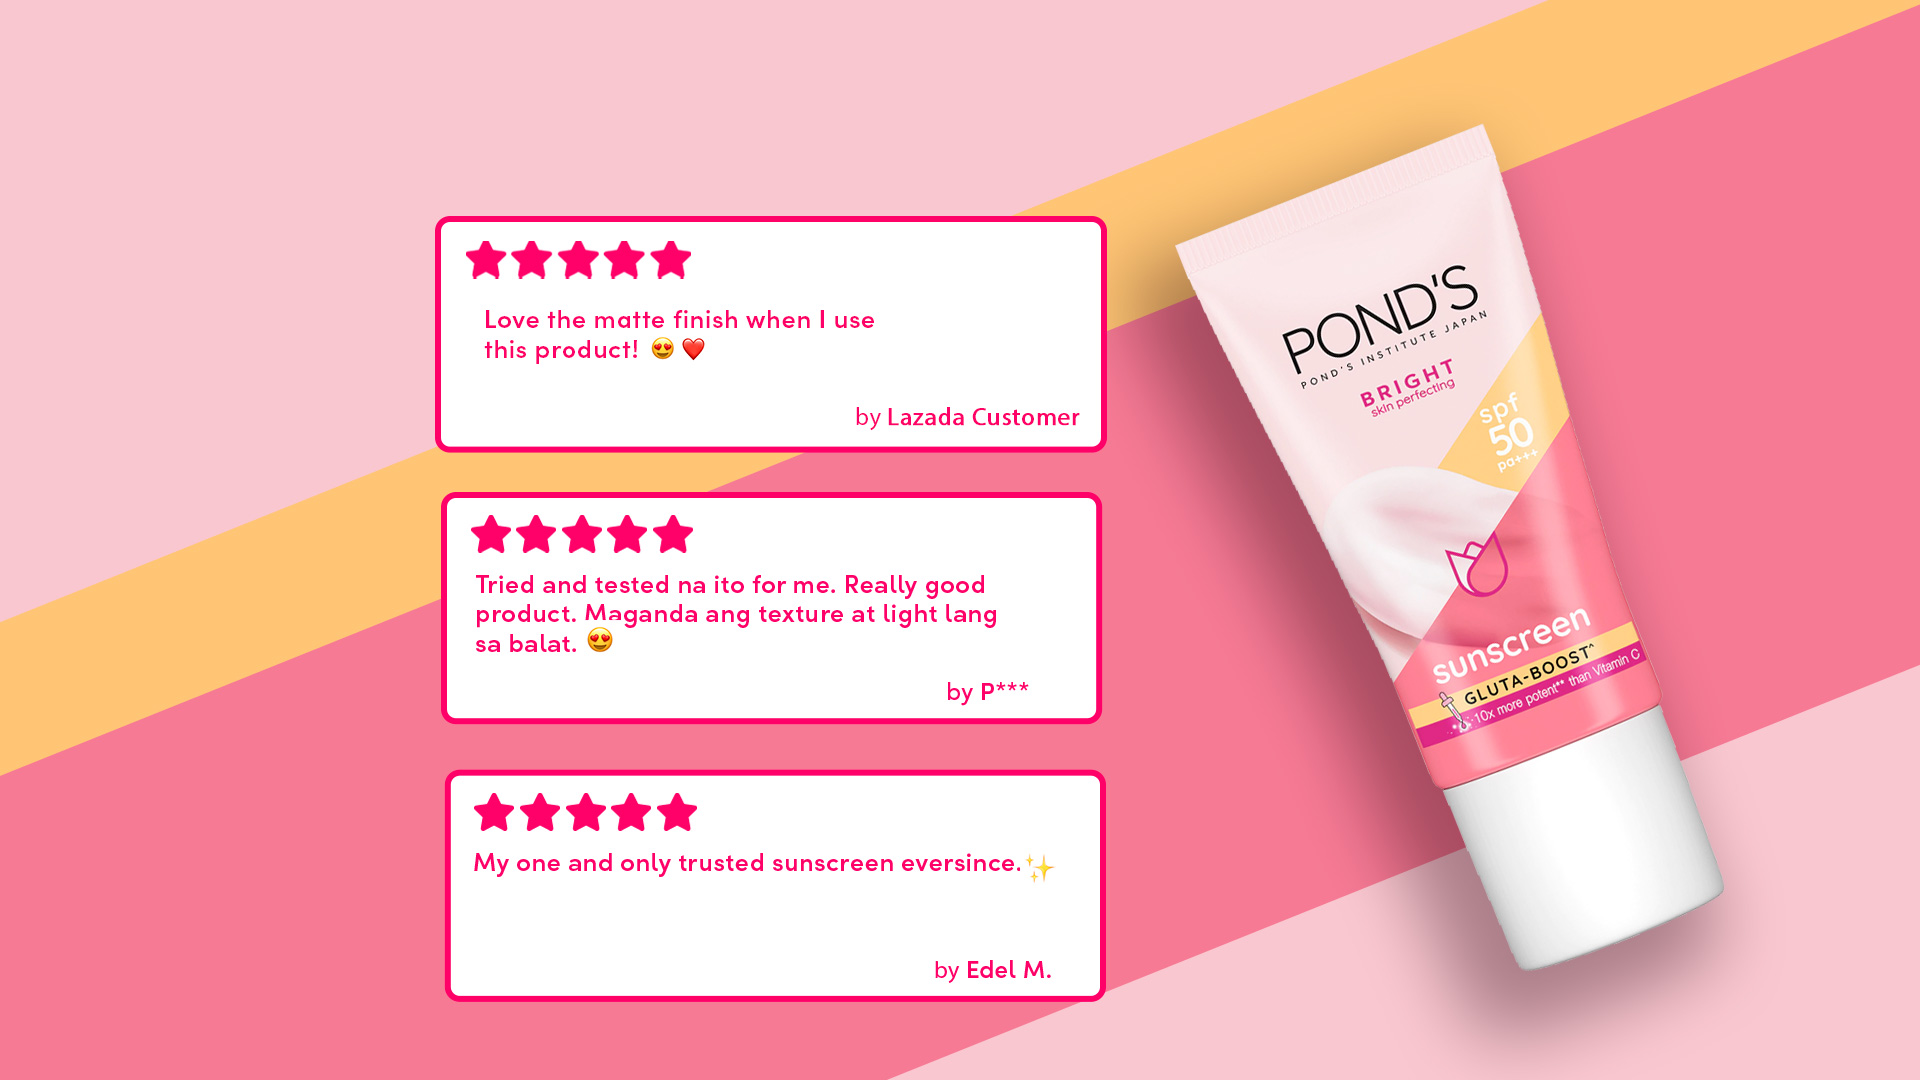 Love the matte finish when I use
this product! 😍 ❤️
by Lazada Customer
Tried and tested na ito for me. Really good
product. Maganda ang texture at light lang
sa balat. 😍
by P***
My one and only trusted sunscreen eversince.✨
by Edel M.
POND'S
POND'S INSTITUTE JAPAN
BRIGHT
skin perfecting
spf
50
pa+++
sunscreen
GLUTA-BOOST^
10x more potent** than Vitamin C